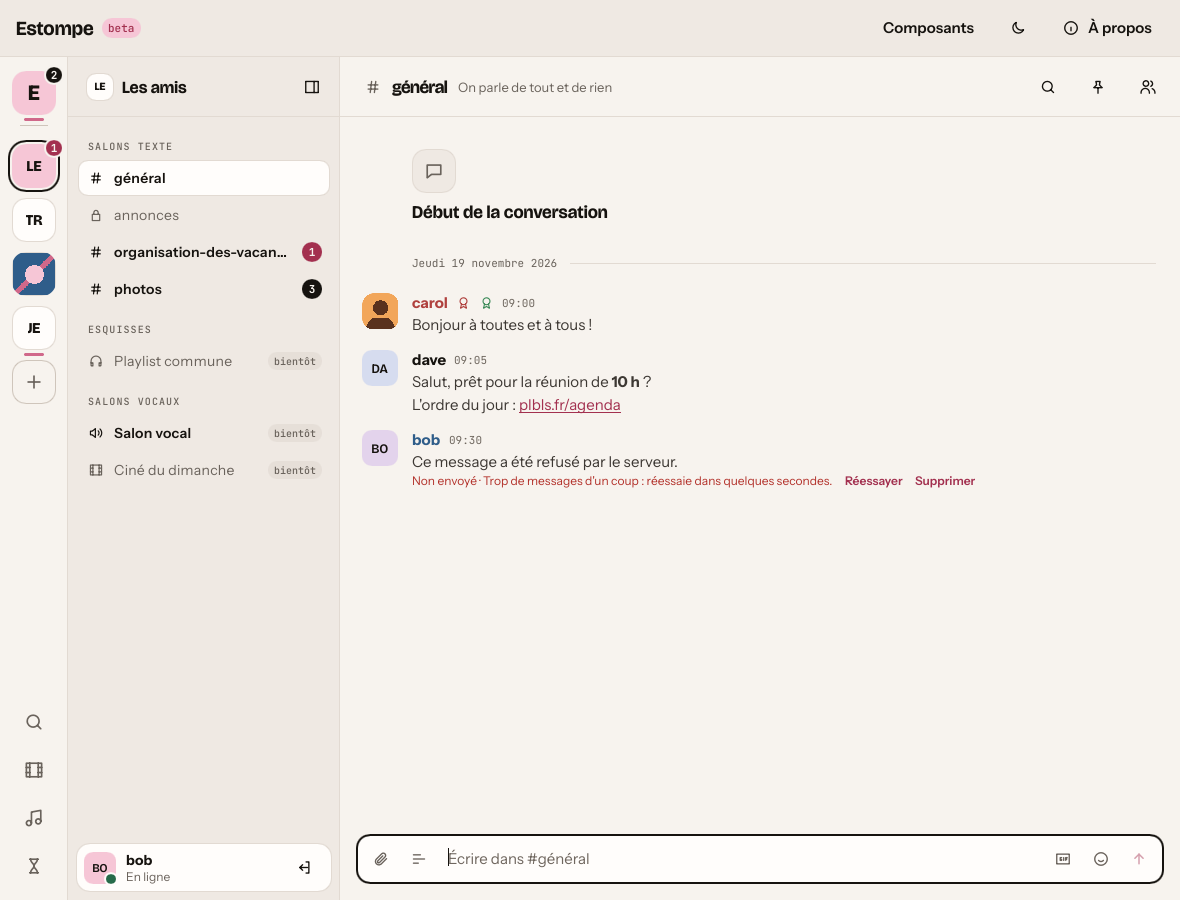 Estompe beta
Composants
À propos
E 2
LE 1
TR
JE
LE Les amis
SALONS TEXTE
# général
annonces
# organisation-des-vacan... 1
# photos 3
ESQUISSES
Playlist commune bientôt
SALONS VOCAUX
Salon vocal bientôt
Ciné du dimanche bientôt
BO bob
En ligne
# général On parle de tout et de rien
Début de la conversation
Jeudi 19 novembre 2026
carol 09:00
Bonjour à toutes et à tous !
DA dave 09:05
Salut, prêt pour la réunion de 10 h ?
L'ordre du jour : plbls.fr/agenda
BO bob 09:30
Ce message a été refusé par le serveur.
Non envoyé · Trop de messages d'un coup : réessaie dans quelques secondes. Réessayer Supprimer
Écrire dans #général
GIF